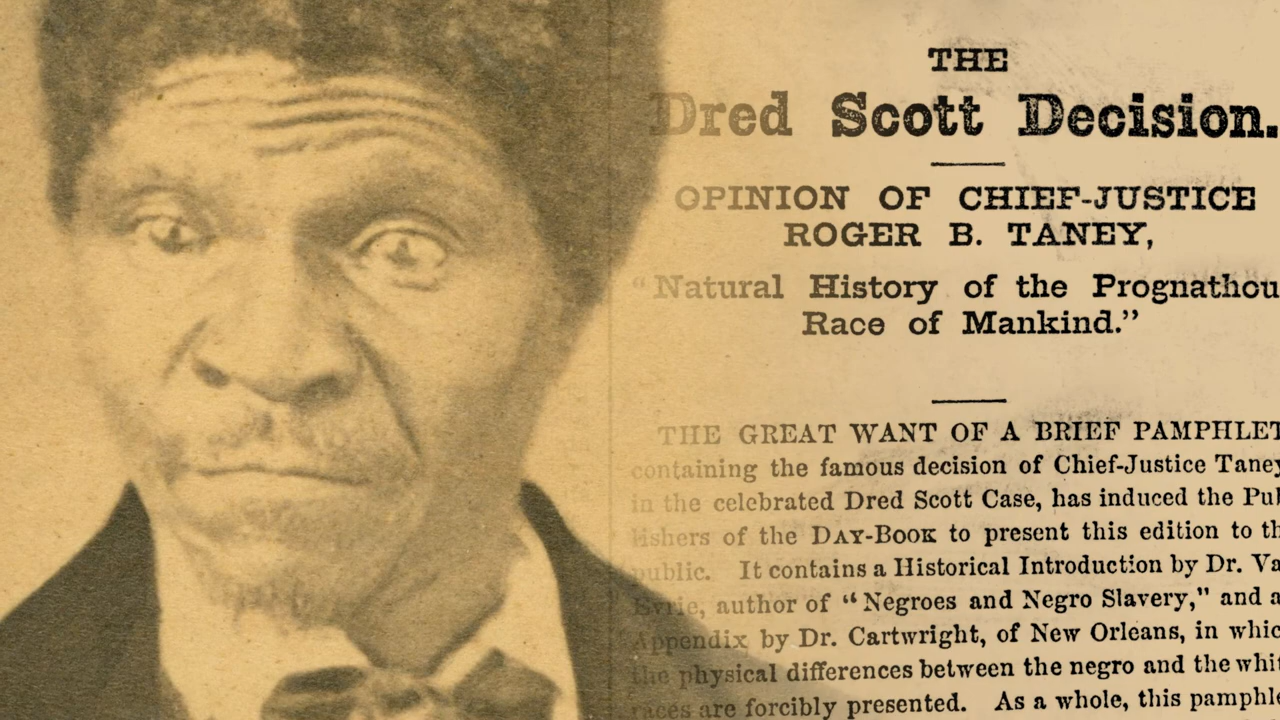 THE
Dred Scott Decision.
OPINION OF CHIEF-JUSTICE
ROGER B. TANEY,
"Natural History of the Prognathou
Race of Mankind."
THE GREAT WANT OF A BRIEF PAMPHLET
containing the famous decision of Chief-Justice Taney
in the celebrated Dred Scott Case, has induced the Pub
lishers of the DAY-BOOK to present this edition to th
public. It contains a Historical Introduction by Dr. Va
Evrie, author of "Negroes and Negro Slavery," and a
Appendix by Dr. Cartwright, of New Orleans, in whic
the physical differences between the negro and the whit
races are forcibly presented. As a whole, this pamphle